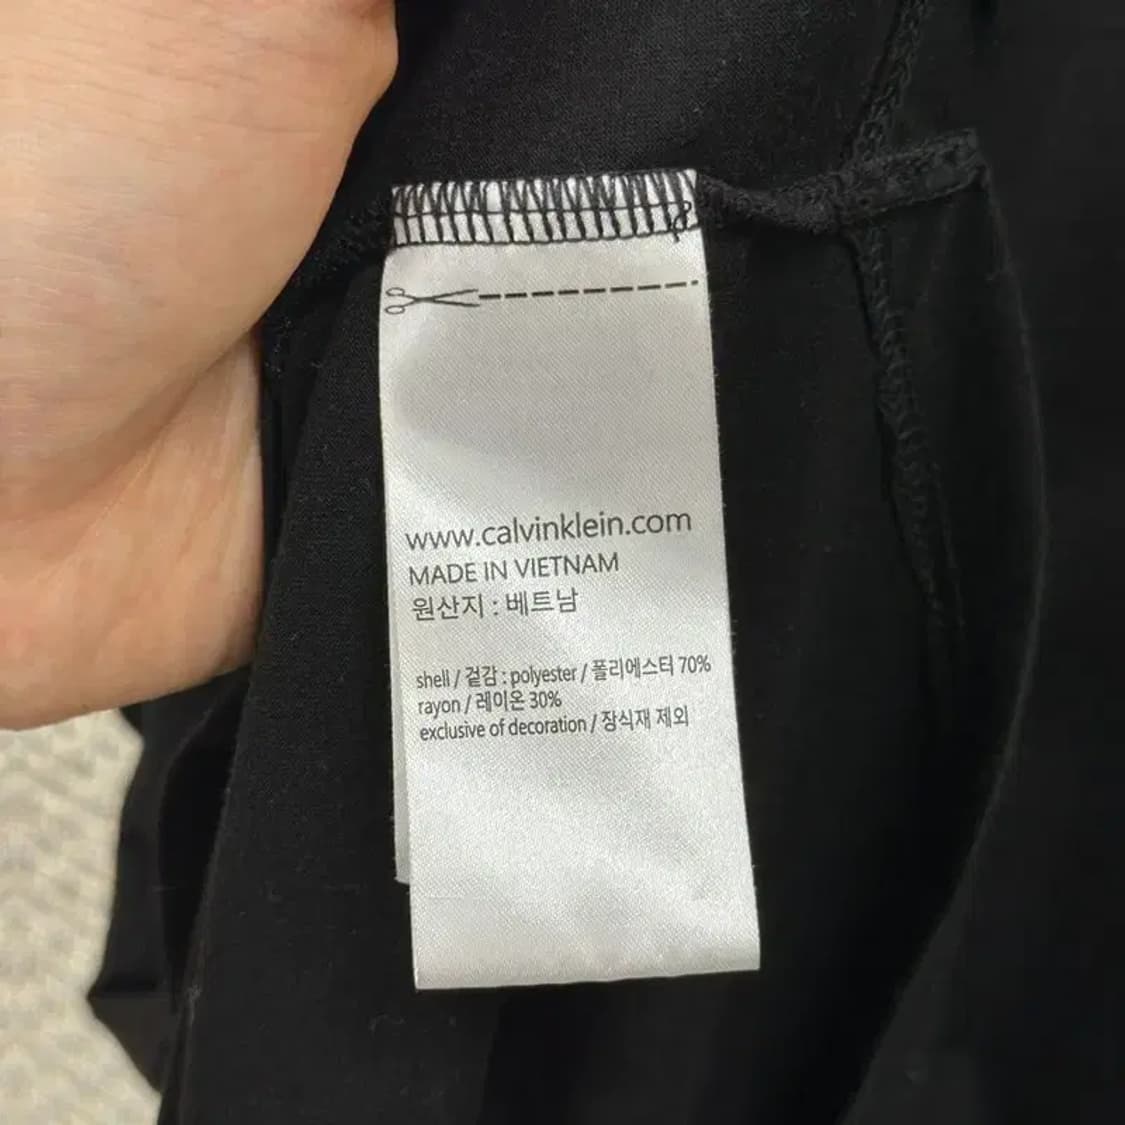 www.calvinklein.com
MADE IN VIETNAM
원산지 : 베트남
shell / 겉감 : polyester / 폴리에스터 70%
rayon / 레이온 30%
exclusive of decoration / 장식재 제외